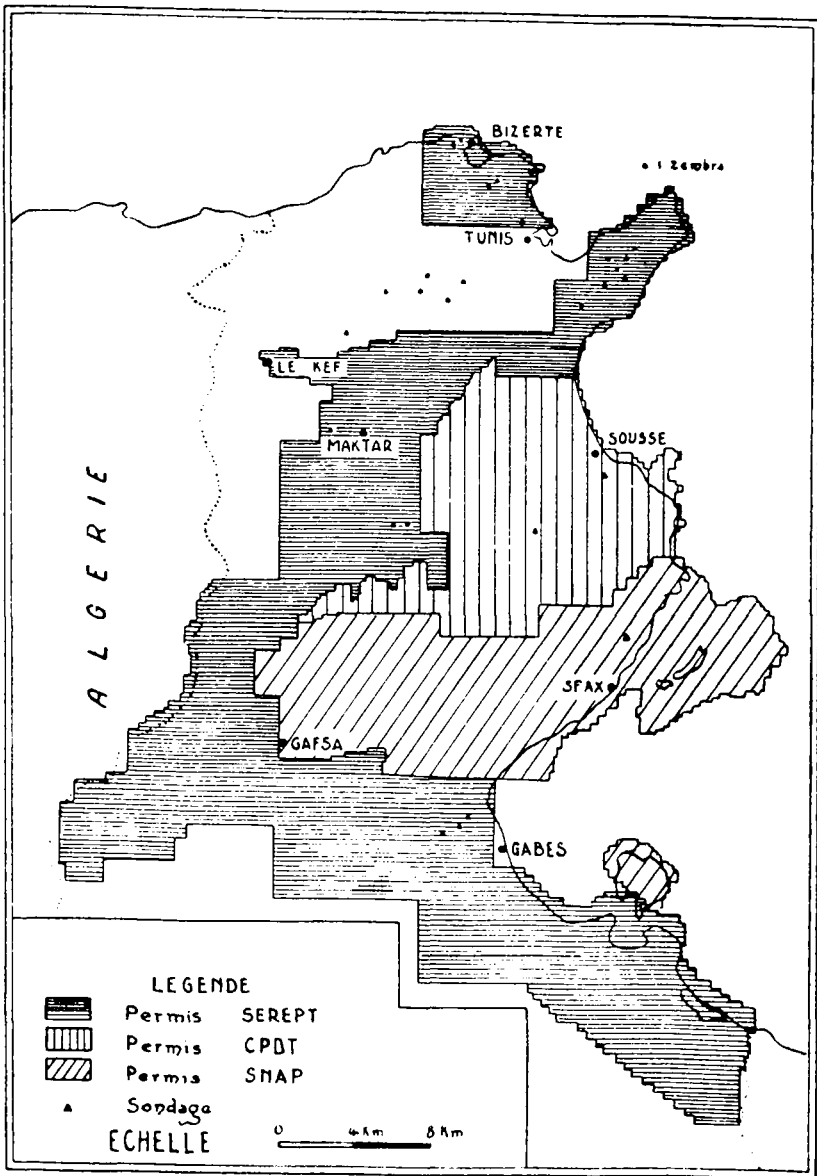 BIZERTE
I Zembra
TUNIS
LE KEF
MAKTAR
SOUSSE
ALGERIE
SFAX
GAFSA
GABES
LEGENDE
Permis SEREPT
Permis CPDT
Permis SNAP
Sondage
ECHELLE 0 4 Km 8 Km